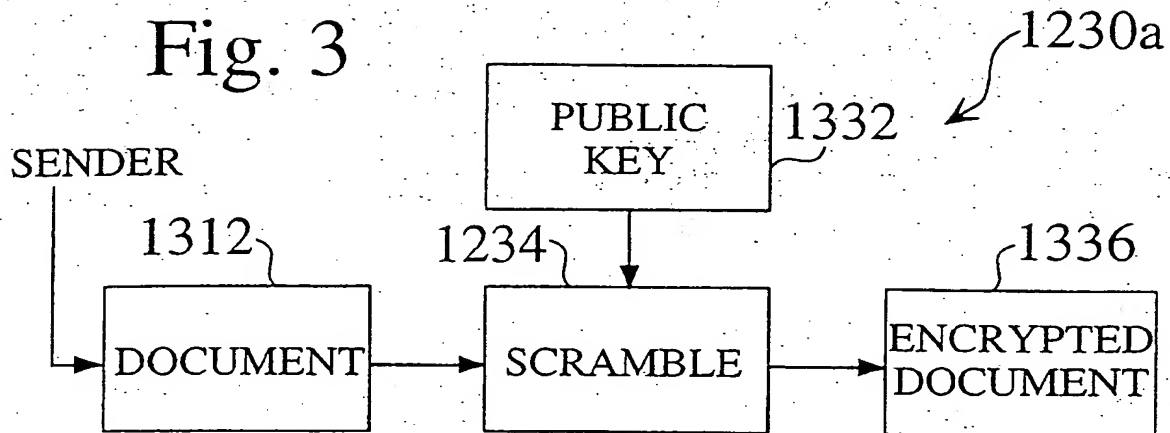 Fig. 3
1230a
PUBLIC
KEY
1332
SENDER
1312
1234
1336
DOCUMENT
SCRAMBLE
ENCRYPTED
DOCUMENT